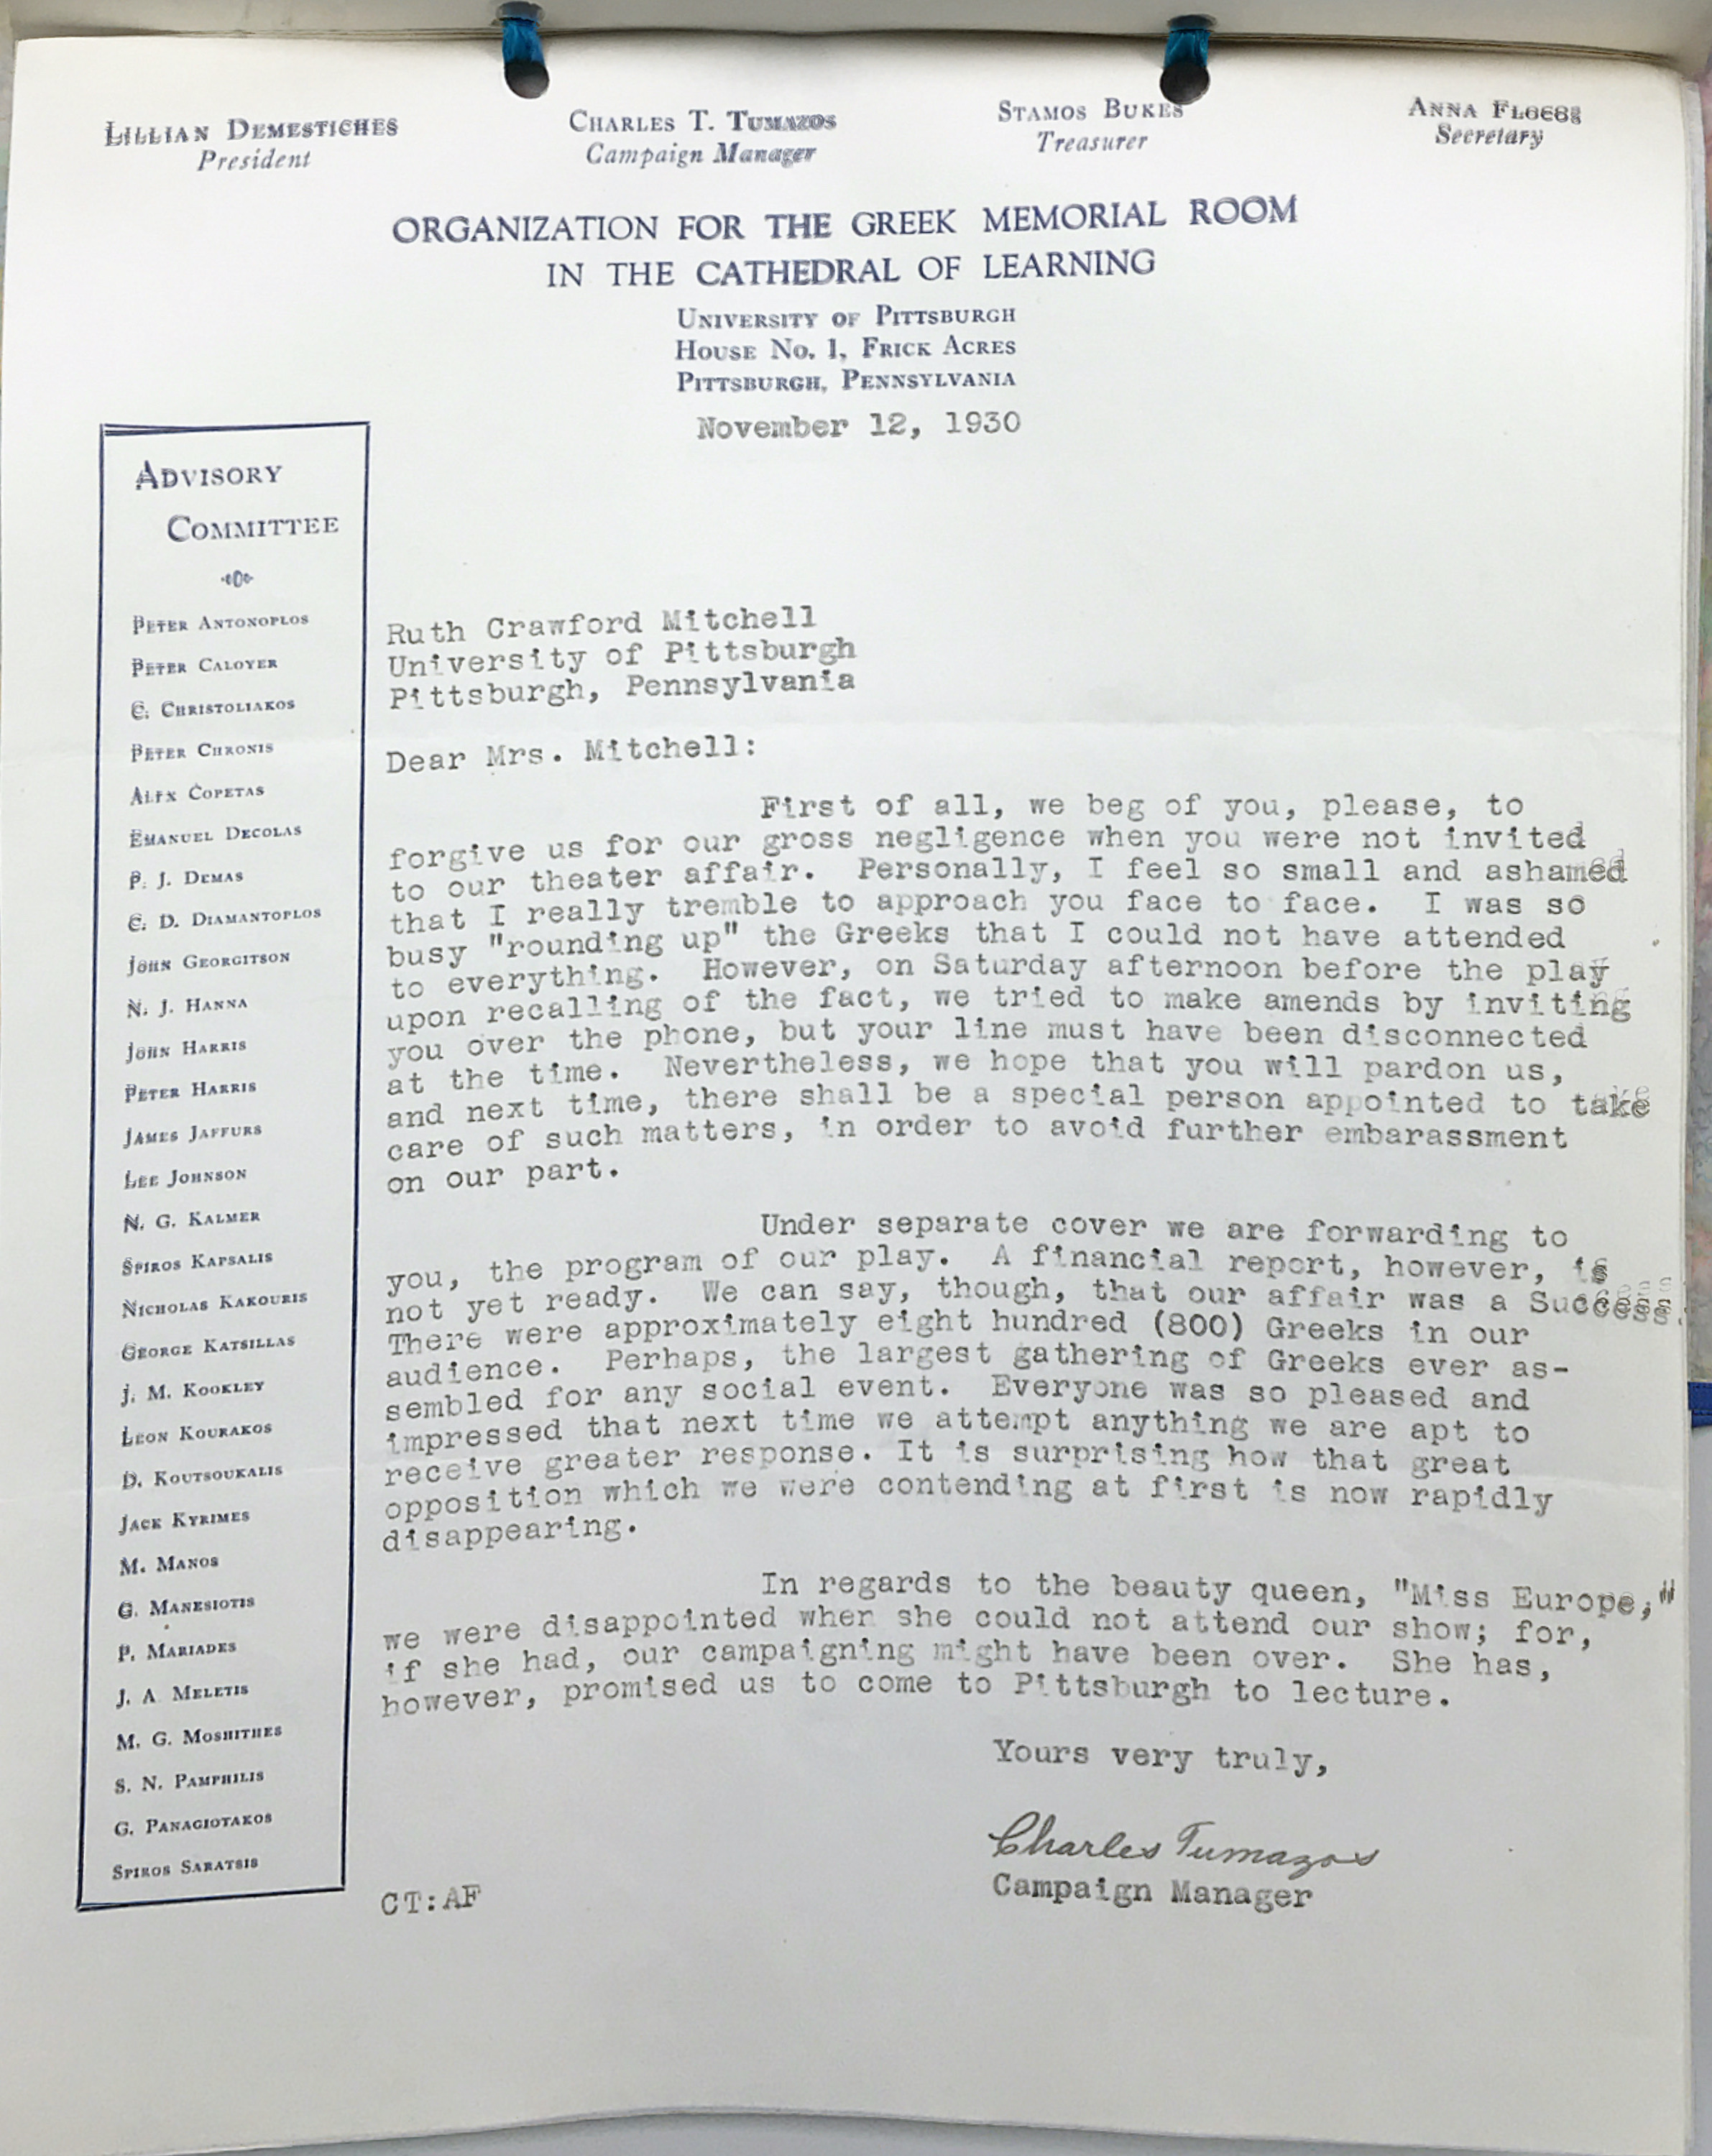 LILLIAN DEMESTICHES
President
CHARLES T. TUMAZOS
Campaign Manager
STAMOS BUKES
Treasurer
ANNA FLOCOS
Secretary
ORGANIZATION FOR THE GREEK MEMORIAL ROOM
IN THE CATHEDRAL OF LEARNING
UNIVERSITY OF PITTSBURGH
HOUSE NO. 1, FRICK ACRES
PITTSBURGH, PENNSYLVANIA
November 12, 1930
ADVISORY
COMMITTEE
PETER ANTONOPLOS
PETER CALOYER
C. CHRISTOLIAKOS
PETER CHRONIS
ALEX COPETAS
EMANUEL DECOLAS
P. J. DEMAS
C. D. DIAMANTOPLOS
JOHN GEORGITSON
N. J. HANNA
JOHN HARRIS
PETER HARRIS
JAMES JAFFURS
LEE JOHNSON
N. G. KALMER
SPIROS KAPSALIS
NICHOLAS KAKOURIS
GEORGE KATSILLAS
J. M. KOOKLEY
LEON KOURAKOS
D. KOUTSOUKALIS
JACK KYRIMES
M. MANOS
G. MANESIOTIS
P. MARIADES
J. A MELETIS
M. G. MOSHITHES
S. N. PAMPHILIS
G. PANAGIOTAKOS
SPIROS SARATSIS
Ruth Crawford Mitchell
University of Pittsburgh
Pittsburgh, Pennsylvania
Dear Mrs. Mitchell:
First of all, we beg of you, please, to
forgive us for our gross negligence when you were not invited
to our theater affair. Personally, I feel so small and ashamed
that I really tremble to approach you face to face. I was so
busy "rounding up" the Greeks that I could not have attended
to everything. However, on Saturday afternoon before the play
upon recalling of the fact, we tried to make amends by inviting
you over the phone, but your line must have been disconnected
at the time. Nevertheless, we hope that you will pardon us,
and next time, there shall be a special person appointed to take
care of such matters, in order to avoid further embarassment
on our part.
Under separate cover we are forwarding to
you, the program of our play. A financial report, however, is
not yet ready. We can say, though, that our affair was a Success.
There were approximately eight hundred (800) Greeks in our
audience. Perhaps, the largest gathering of Greeks ever as-
sembled for any social event. Everyone was so pleased and
impressed that next time we attempt anything we are apt to
receive greater response. It is surprising how that great
opposition which we were contending at first is now rapidly
disappearing.
In regards to the beauty queen, "Miss Europe,"
we were disappointed when she could not attend our show; for,
if she had, our campaigning might have been over. She has,
however, promised us to come to Pittsburgh to lecture.
Yours very truly,
Charles Tumazos
Campaign Manager
CT:AF